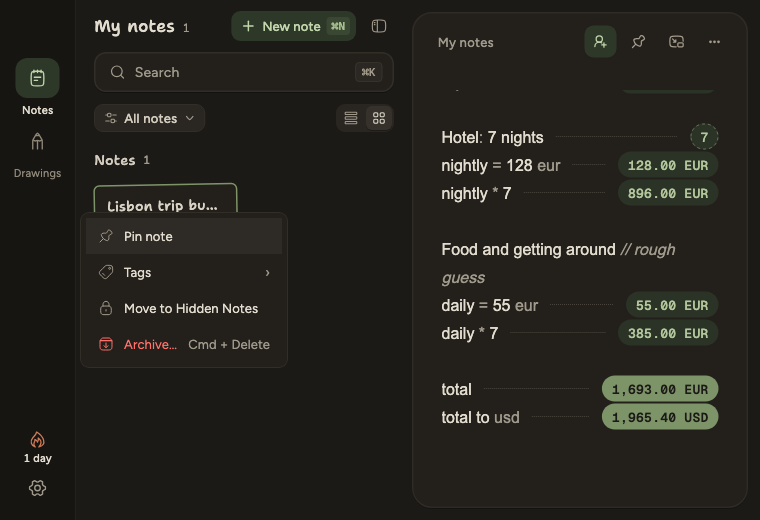 My notes 1
New note ⌘N
Search ⌘K
All notes
Notes
Drawings
Notes 1
Lisbon trip bu...
Pin note
Tags
Move to Hidden Notes
Archive... Cmd + Delete
1 day
My notes
Hotel: 7 nights 7
nightly = 128 eur 128.00 EUR
nightly * 7 896.00 EUR
Food and getting around // rough
guess
daily = 55 eur 55.00 EUR
daily * 7 385.00 EUR
total 1,693.00 EUR
total to usd 1,965.40 USD